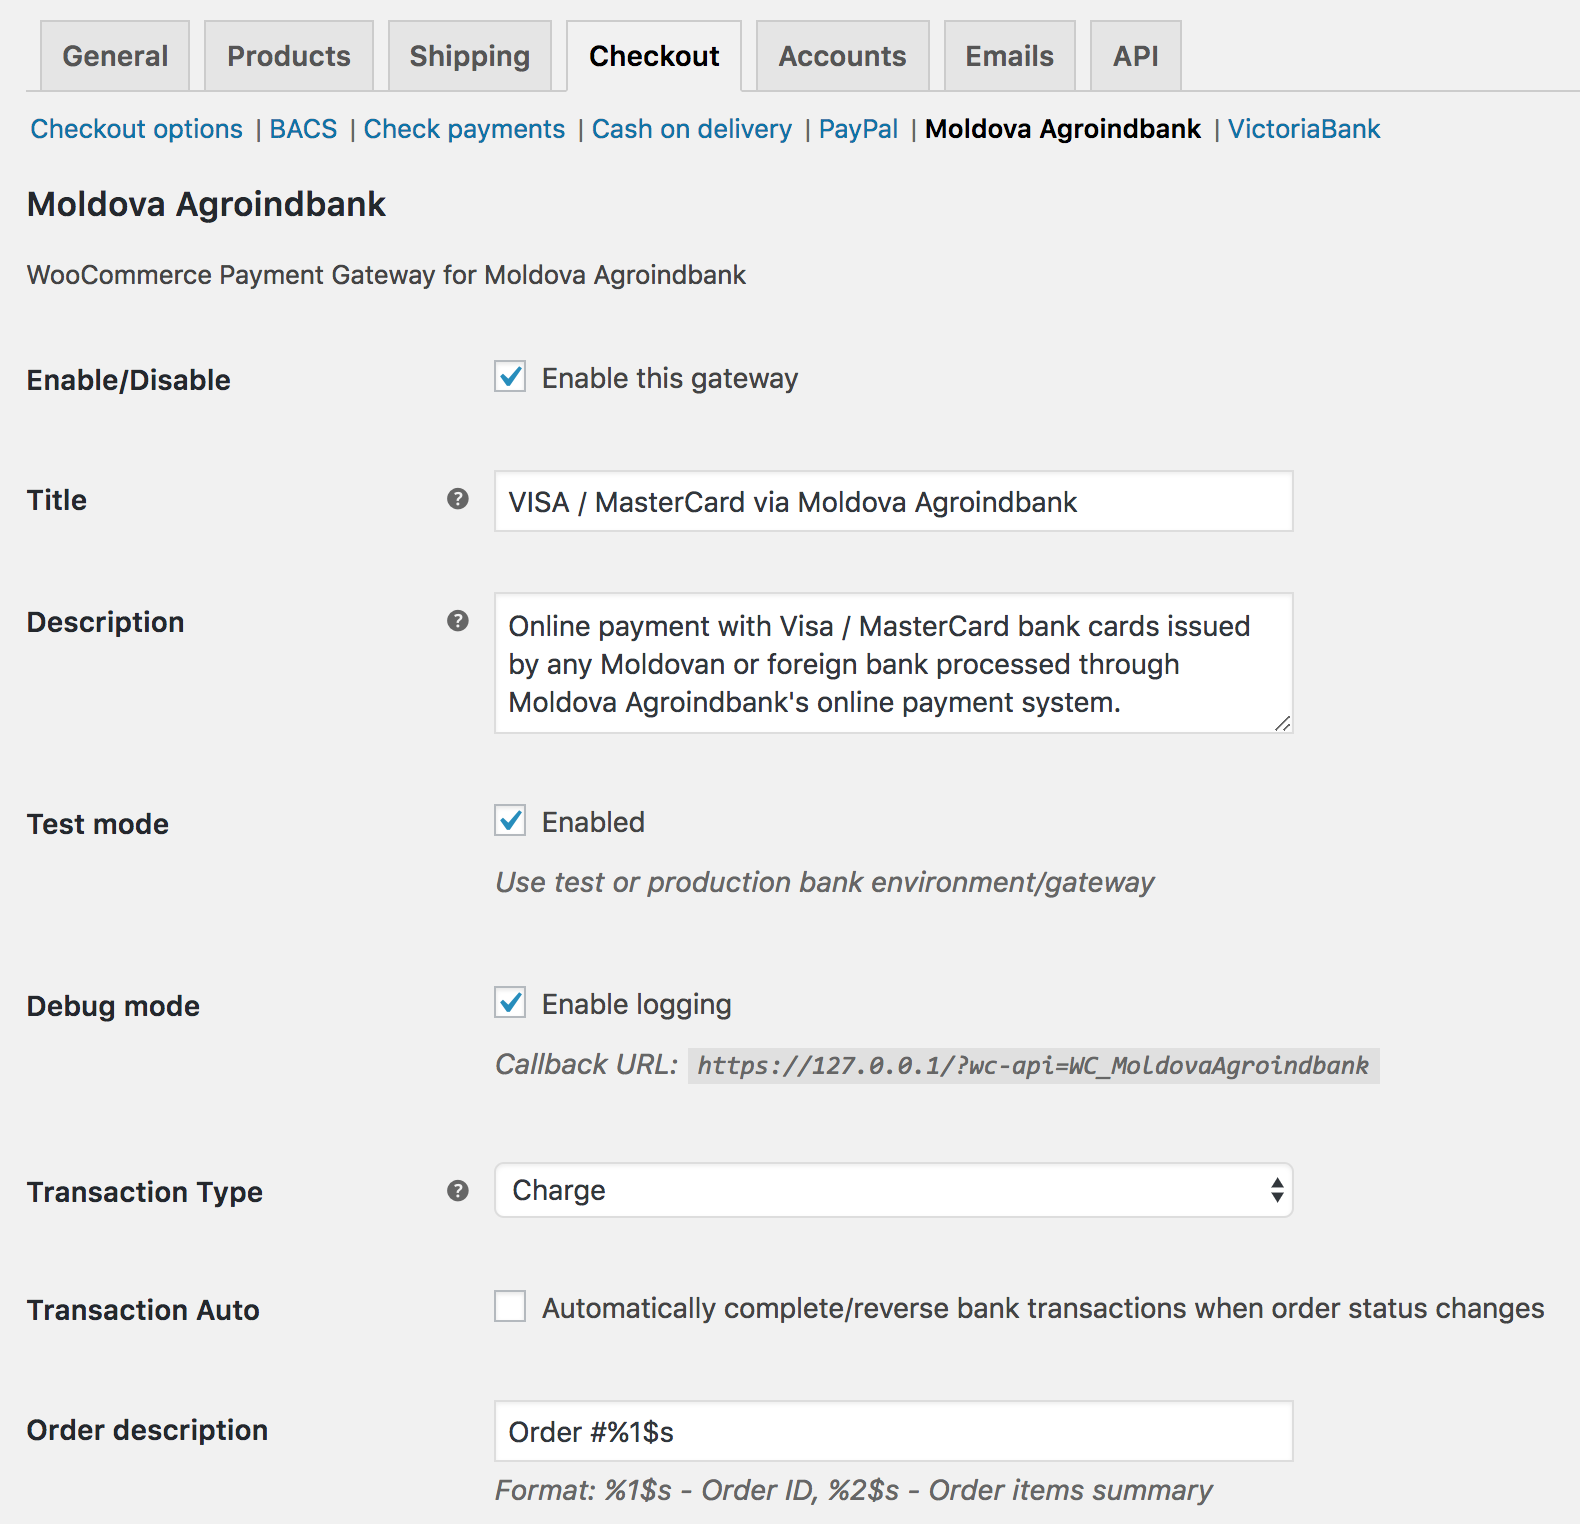 General Products Shipping Checkout Accounts Emails API
Checkout options | BACS | Check payments | Cash on delivery | PayPal | Moldova Agroindbank | VictoriaBank
Moldova Agroindbank
WooCommerce Payment Gateway for Moldova Agroindbank
Enable/Disable Enable this gateway
Title ? VISA / MasterCard via Moldova Agroindbank
Description ? Online payment with Visa / MasterCard bank cards issued
by any Moldovan or foreign bank processed through
Moldova Agroindbank's online payment system.
Test mode Enabled
Use test or production bank environment/gateway
Debug mode Enable logging
Callback URL: https://127.0.0.1/?wc-api=WC_MoldovaAgroindbank
Transaction Type ? Charge
Transaction Auto Automatically complete/reverse bank transactions when order status changes
Order description Order #%1$s
Format: %1$s - Order ID, %2$s - Order items summary